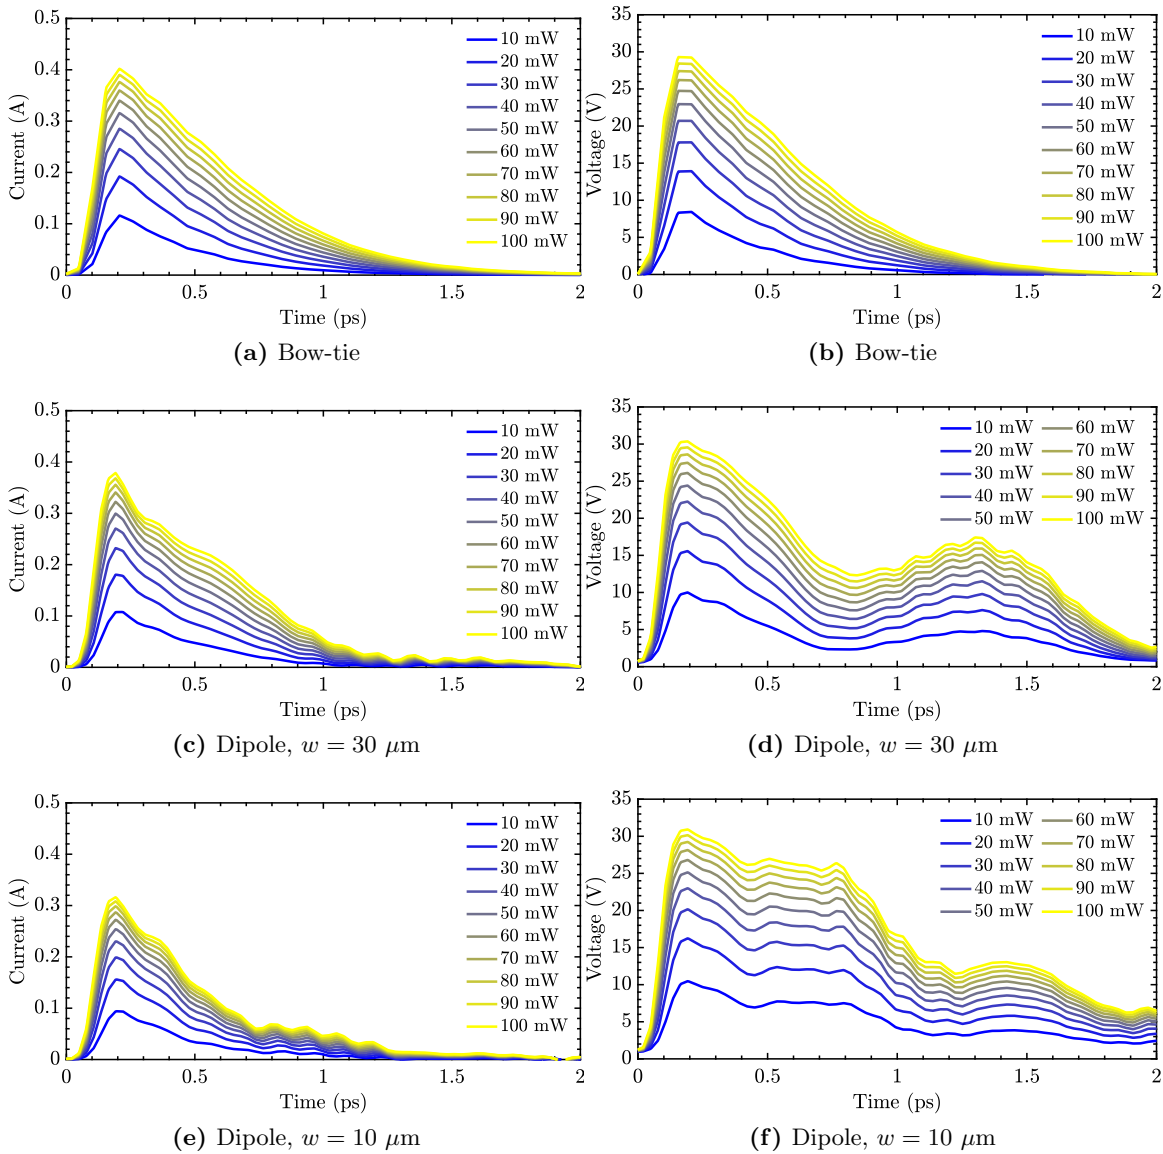 Current (A)
0.5
0.4
0.3
0.2
0.1
0
10 mW
20 mW
30 mW
40 mW
50 mW
60 mW
70 mW
80 mW
90 mW
100 mW
0 0.5 1 1.5 2
Time (ps)
(a) Bow-tie
Voltage (V)
35
30
25
20
15
10
5
0
10 mW
20 mW
30 mW
40 mW
50 mW
60 mW
70 mW
80 mW
90 mW
100 mW
0 0.5 1 1.5 2
Time (ps)
(b) Bow-tie
Current (A)
0.5
0.4
0.3
0.2
0.1
0
10 mW
20 mW
30 mW
40 mW
50 mW
60 mW
70 mW
80 mW
90 mW
100 mW
0 0.5 1 1.5 2
Time (ps)
(c) Dipole, w = 30 μm
Voltage (V)
35
30
25
20
15
10
5
0
10 mW 60 mW
20 mW 70 mW
30 mW 80 mW
40 mW 90 mW
50 mW 100 mW
0 0.5 1 1.5 2
Time (ps)
(d) Dipole, w = 30 μm
Current (A)
0.5
0.4
0.3
0.2
0.1
0
10 mW
20 mW
30 mW
40 mW
50 mW
60 mW
70 mW
80 mW
90 mW
100 mW
0 0.5 1 1.5 2
Time (ps)
(e) Dipole, w = 10 μm
Voltage (V)
35
30
25
20
15
10
5
0
10 mW 60 mW
20 mW 70 mW
30 mW 80 mW
40 mW 90 mW
50 mW 100 mW
0 0.5 1 1.5 2
Time (ps)
(f) Dipole, w = 10 μm